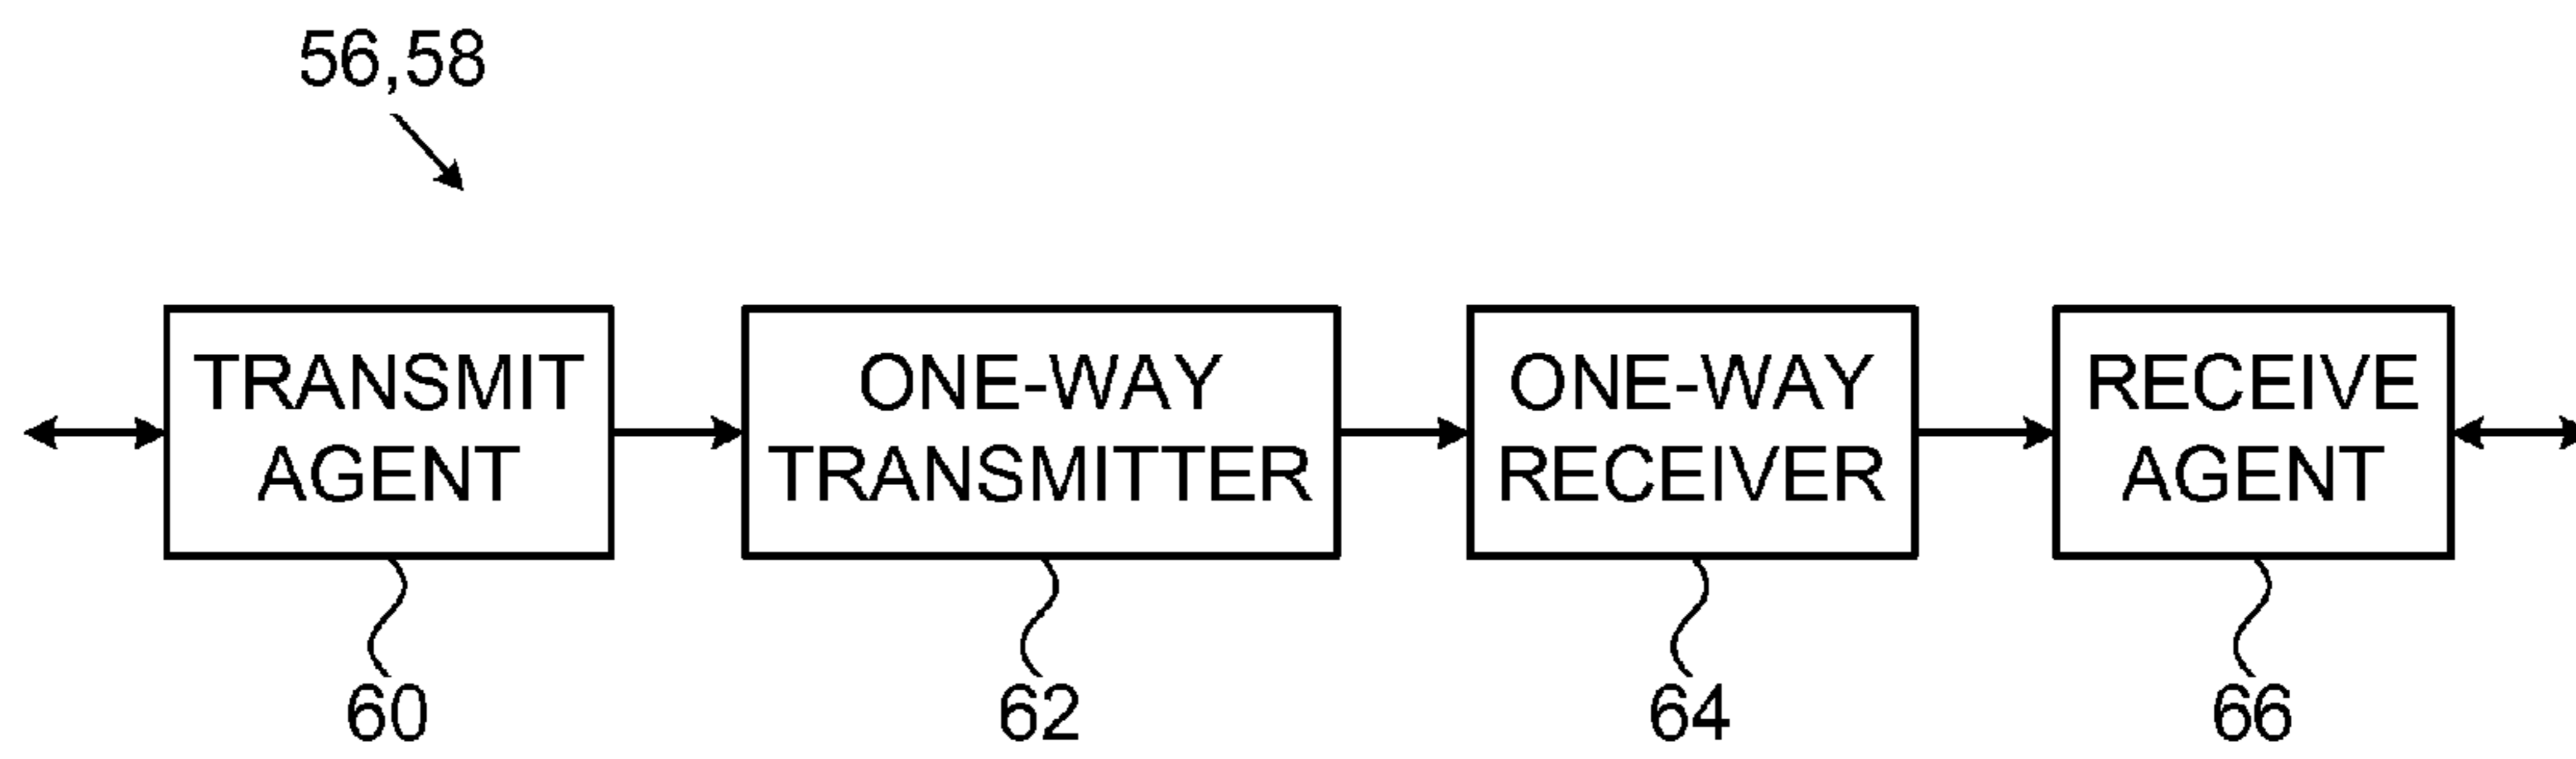 56,58
TRANSMIT
AGENT
ONE-WAY
TRANSMITTER
ONE-WAY
RECEIVER
RECEIVE
AGENT
60
62
64
66